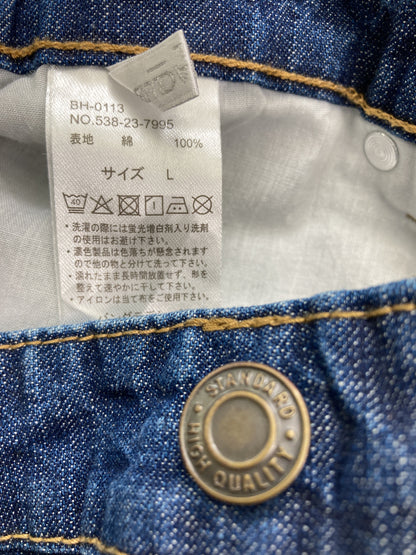 BH-0113
NO.538-23-7995
表地 綿 100%
サイズ L
40
・洗濯の際には蛍光増白剤入り洗剤
の使用はお避け下さい。
・濃色製品は色落ちが懸念されます
ので他の物と分けて洗って下さい。
・濡れたまま長時間放置せず、形を
整えて速やかに干して下さい。
・アイロンは当て布をご使用下さい。
STANDARD
HIGH QUALITY